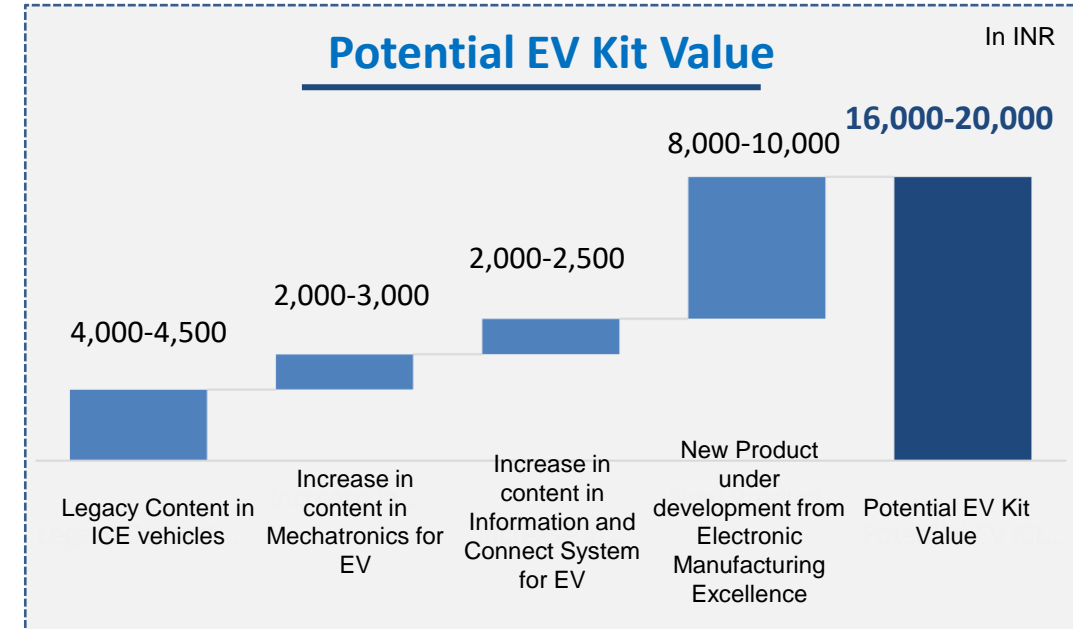 Potential EV Kit Value
In INR
16,000-20,000
8,000-10,000
2,000-2,500
2,000-3,000
4,000-4,500
Legacy Content in
ICE vehicles
Increase in
content in
Mechatronics for
EV
Increase in
content in
Information and
Connect System
for EV
New Product
under
development from
Electronic
Manufacturing
Excellence
Potential EV Kit
Value